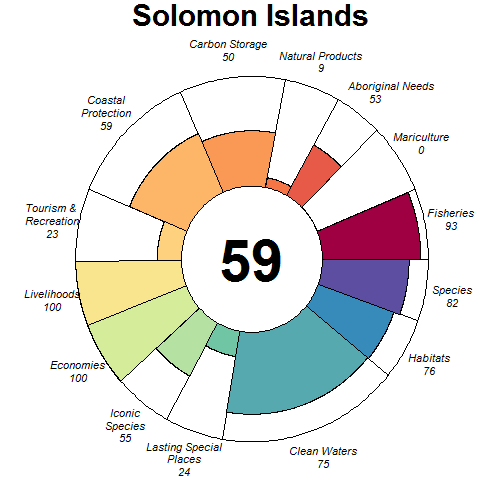 Solomon Islands
Carbon Storage
50
Natural Products
9
Aboriginal Needs
53
Mariculture
0
Fisheries
93
Species
82
Habitats
76
Clean Waters
75
Lasting Special
Places
24
Iconic
Species
55
Economies
100
Livelihoods
100
Tourism &
Recreation
23
Coastal
Protection
59
59